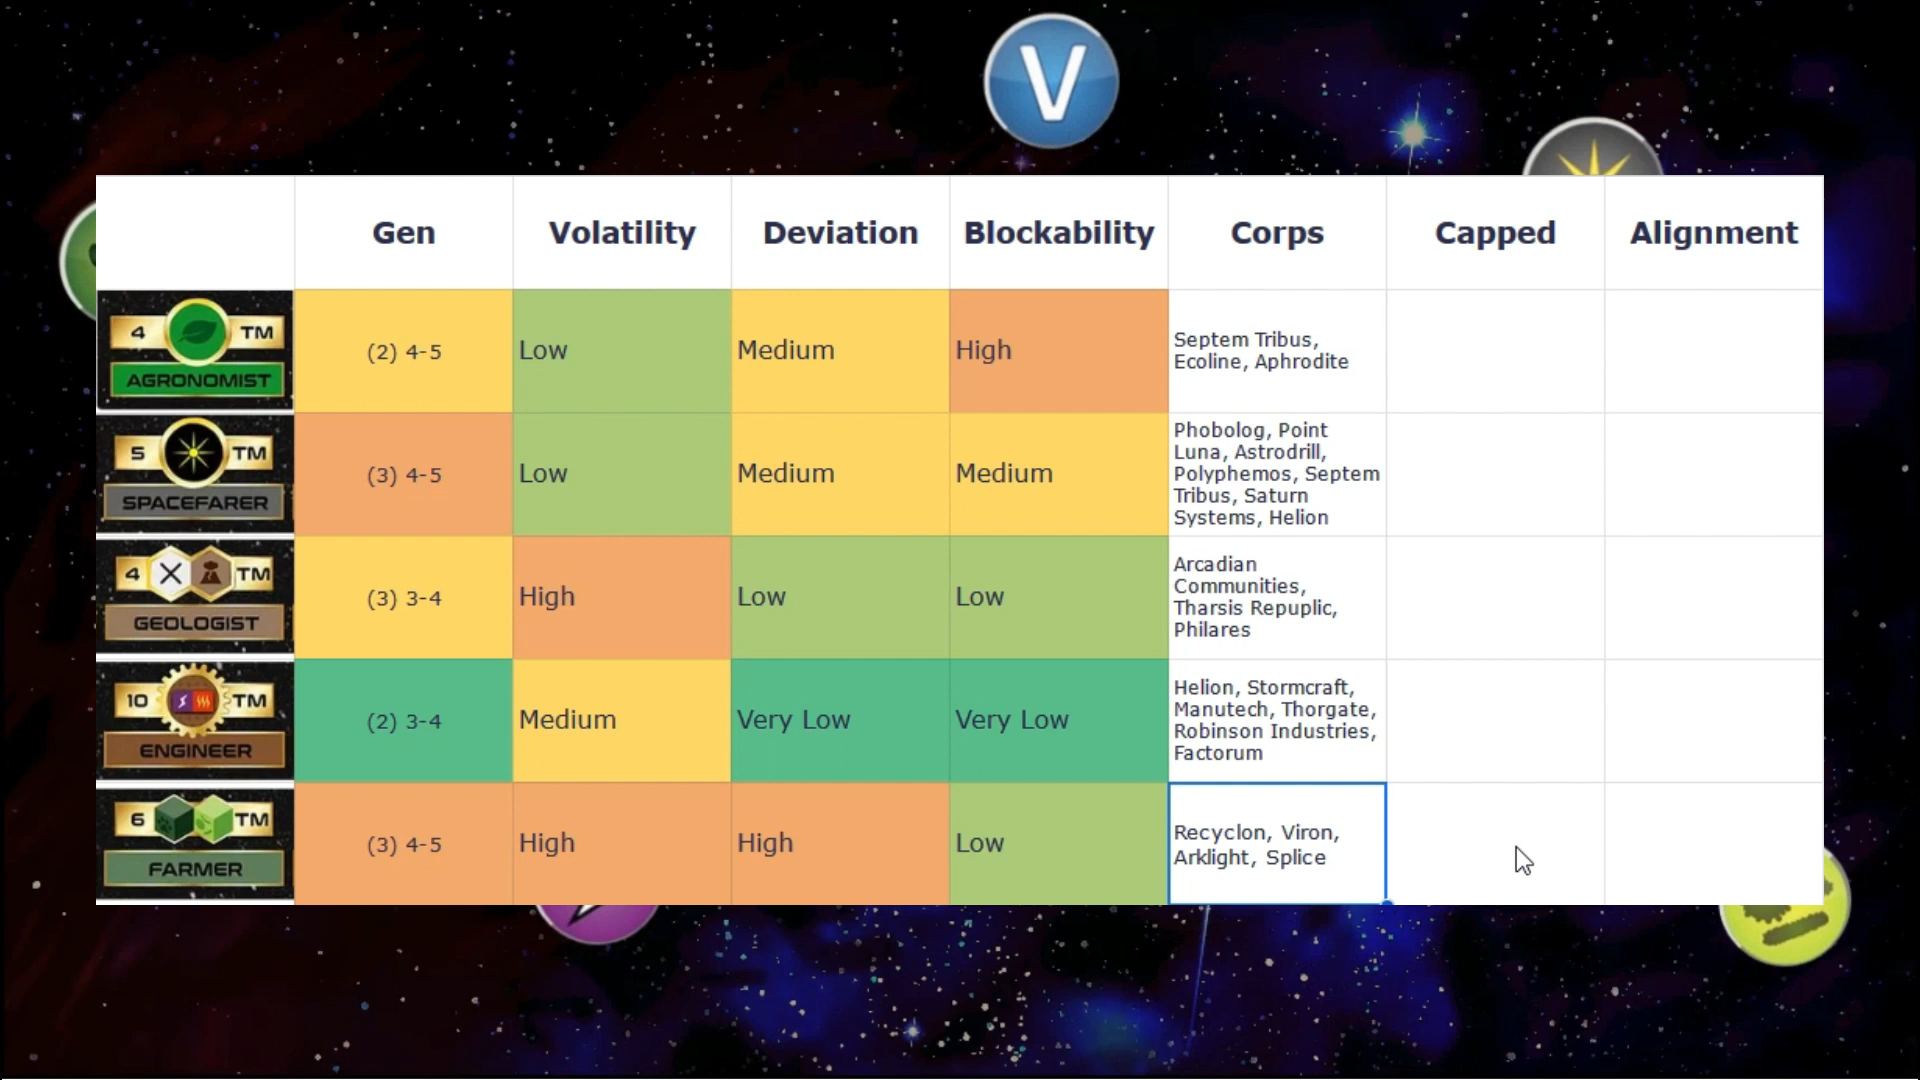 V
Gen Volatility Deviation Blockability Corps Capped Alignment
4 TM
AGRONOMIST
(2) 4-5 Low Medium High
Septem Tribus,
Ecoline, Aphrodite
5 TM
SPACEFARER
(3) 4-5 Low Medium Medium
Phobolog, Point
Luna, Astrodrill,
Polyphemos, Septem
Tribus, Saturn
Systems, Helion
4 TM
GEOLOGIST
(3) 3-4 High Low Low
Arcadian
Communities,
Tharsis Repuplic,
Philares
10 TM
ENGINEER
(2) 3-4 Medium Very Low Very Low
Helion, Stormcraft,
Manutech, Thorgate,
Robinson Industries,
Factorum
6 TM
FARMER
(3) 4-5 High High Low
Recyclon, Viron,
Arklight, Splice